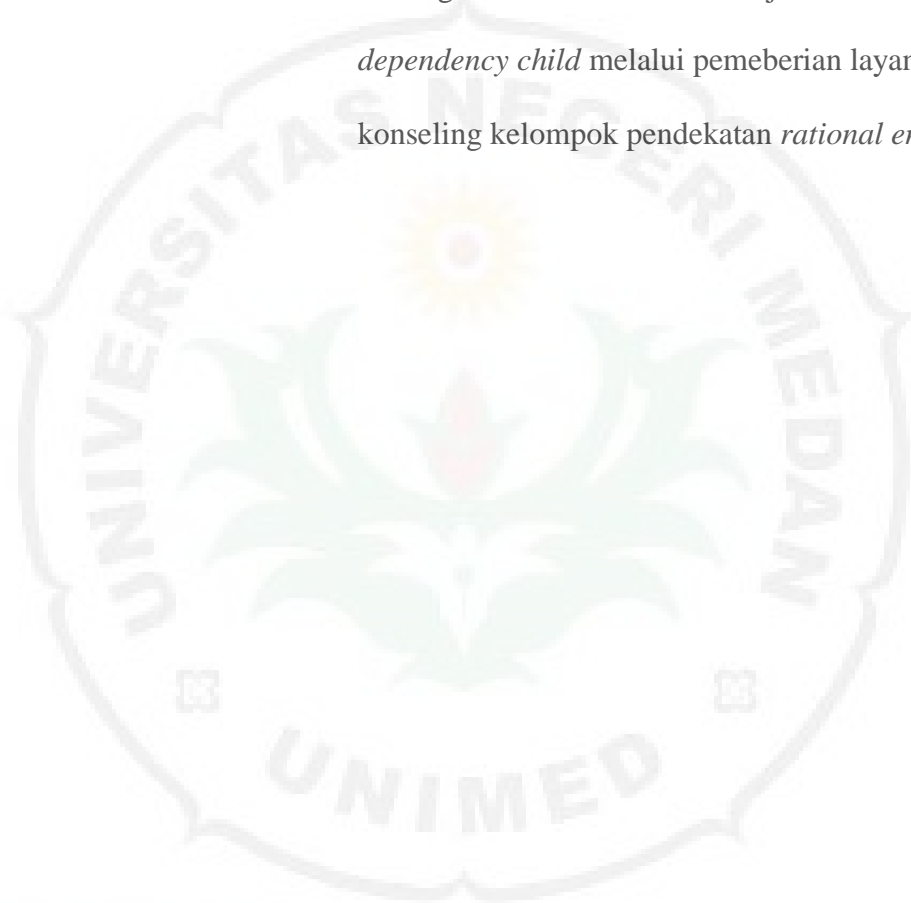 dependency child melalui pemeberian layan
konseling kelompok pendekatan rational e
UNIVERSITAS NEGERI MEDAN
UNIMED